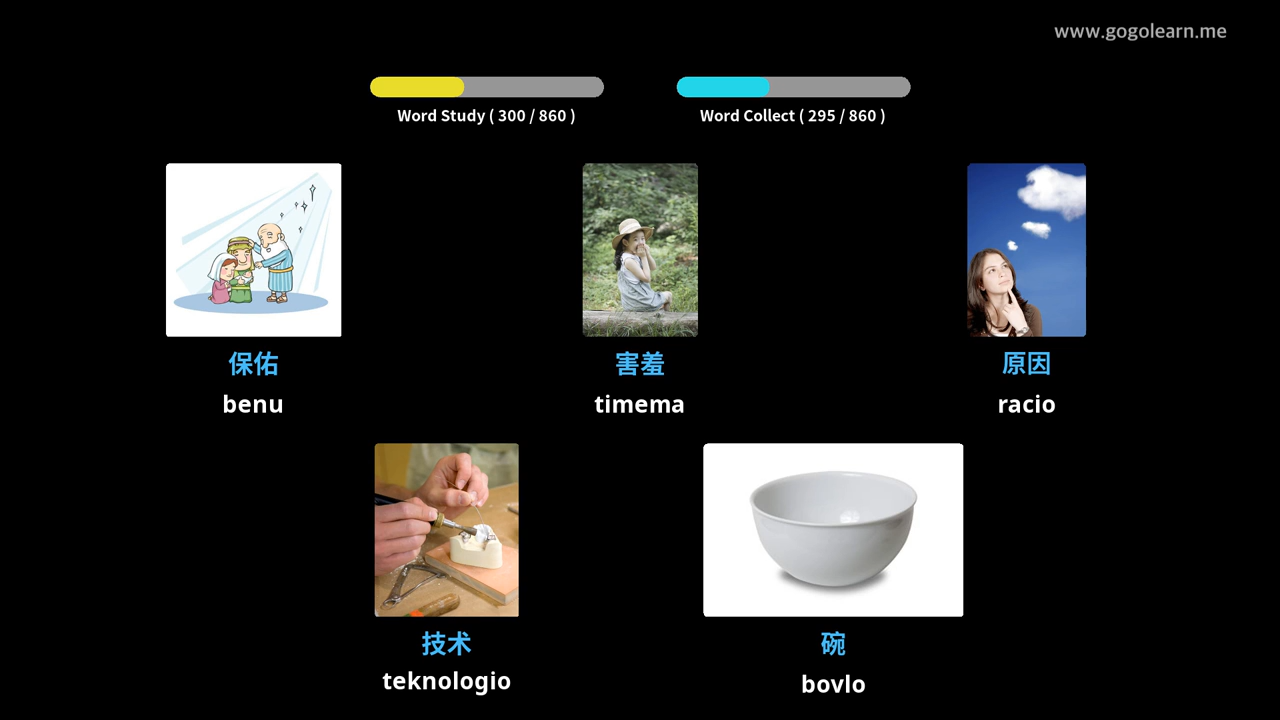 www.gogolearn.me
Word Study ( 300 / 860 )
Word Collect ( 295 / 860 )
保佑
benu
害羞
timema
原因
racio
技术
teknologio
碗
bovlo